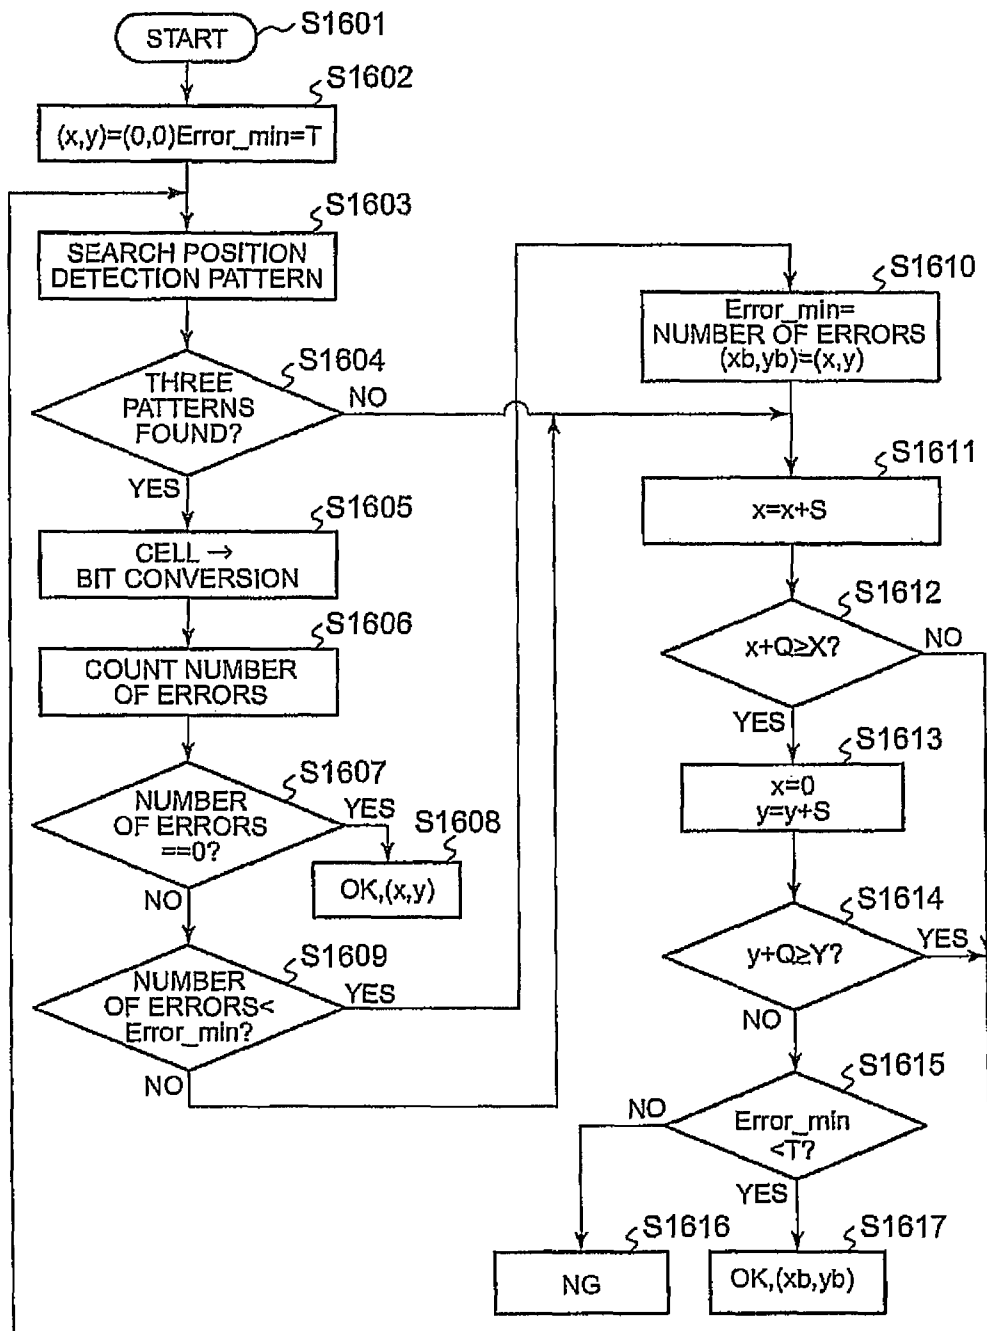 START
S1601
S1602
(x,y)=(0,0)Error_min=T
S1603
SEARCH POSITION
DETECTION PATTERN
S1604
THREE
PATTERNS
FOUND?
NO
YES
S1605
CELL →
BIT CONVERSION
S1606
COUNT NUMBER
OF ERRORS
S1607
NUMBER
OF ERRORS
==0?
YES
NO
S1608
OK,(x,y)
S1609
NUMBER
OF ERRORS<
Error_min?
YES
NO
S1610
Error_min=
NUMBER OF ERRORS
(xb,yb)=(x,y)
S1611
x=x+S
S1612
x+Q≥X?
NO
YES
S1613
x=0
y=y+S
S1614
y+Q≥Y?
YES
NO
S1615
Error_min
<T?
NO
YES
S1616
NG
S1617
OK,(xb,yb)